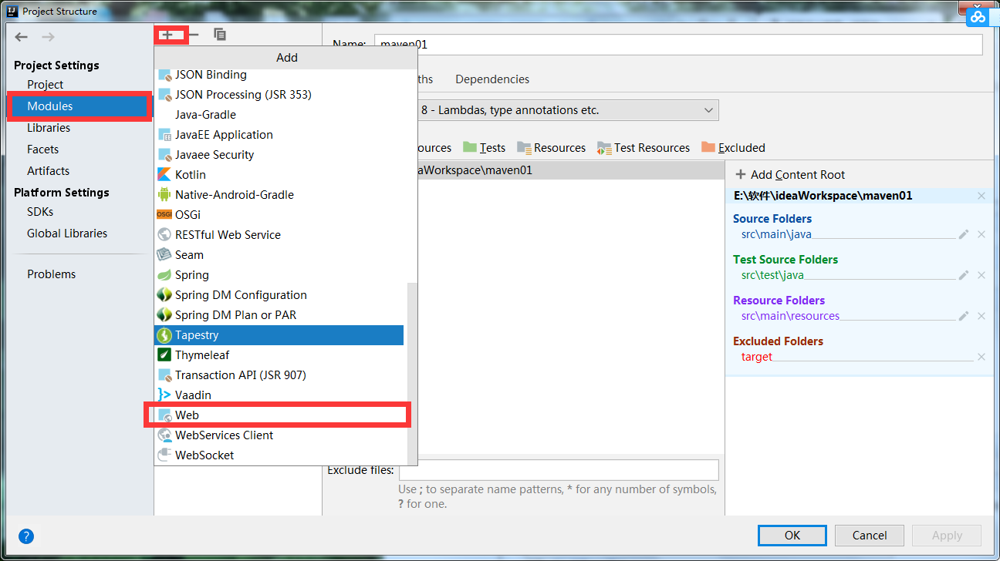 Project Structure
Project Settings
Project
Modules
Libraries
Facets
Artifacts
Platform Settings
SDKs
Global Libraries
Problems
Add
JSON Binding
JSON Processing (JSR 353)
Java-Gradle
JavaEE Application
Javaee Security
Kotlin
Native-Android-Gradle
OSGi
RESTful Web Service
Seam
Spring
Spring DM Configuration
Spring DM Plan or PAR
Tapestry
Thymeleaf
Transaction API (JSR 907)
Vaadin
Web
WebServices Client
WebSocket
Name: maven01
ths Dependencies
8 - Lambdas, type annotations etc.
ources Tests Resources Test Resources Excluded
aWorkspace\maven01
Add Content Root
E:\软件\ideaWorkspace\maven01
Source Folders
src\main\java
Test Source Folders
src\test\java
Resource Folders
src\main\resources
Excluded Folders
target
Exclude files:
Use ; to separate name patterns, * for any number of symbols,
? for one.
?
OK Cancel Apply